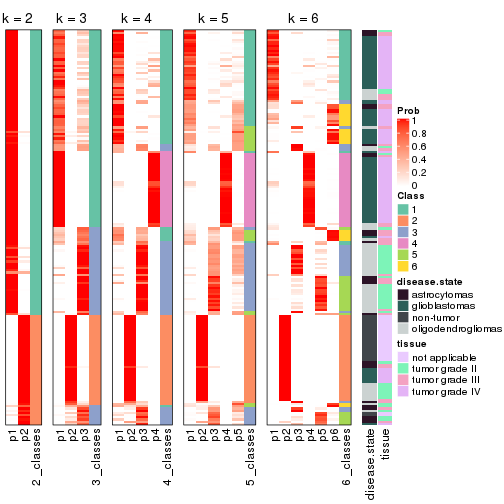 k = 2
k = 3
k = 4
k = 5
k = 6
p1
p2
2_classes
p1
p2
p3
3_classes
p1
p2
p3
p4
4_classes
p1
p2
p3
p4
p5
5_classes
p1
p2
p3
p4
p5
p6
6_classes
disease.state
tissue
Prob
1
0.8
0.6
0.4
0.2
0
Class
1
2
3
4
5
6
disease.state
astrocytomas
glioblastomas
non-tumor
oligodendrogliomas
tissue
not applicable
tumor grade II
tumor grade III
tumor grade IV